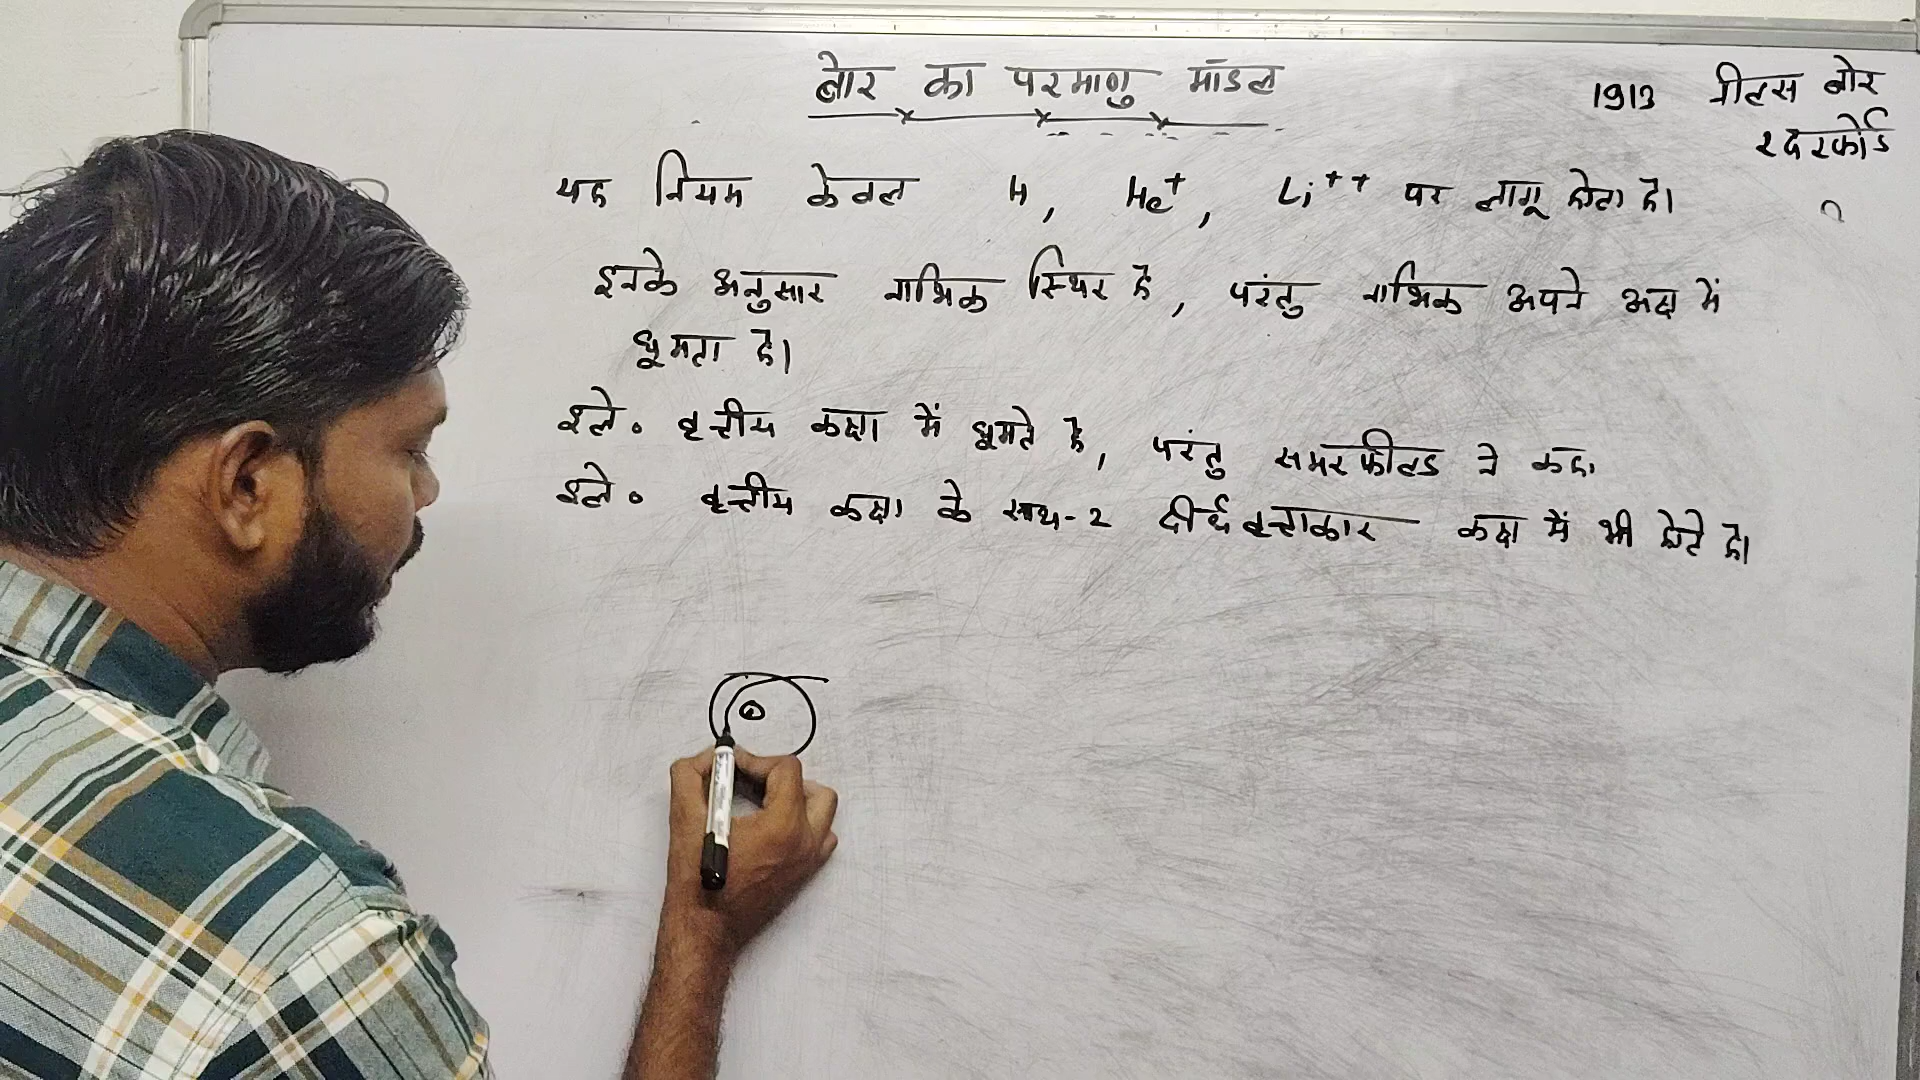 बोर का परमाणु मॉडल
1913 नील्स बोर
रदरफोर्ड
यह नियम केवल H, He⁺, Li⁺⁺ पर लागू होता है।
इनके अनुसार नाभिक स्थिर है, परंतु नाभिक अपने अक्ष में
घूमता है।
इले॰ वृत्तीय कक्षा में घूमते है, परंतु समरफील्ड ने कहा
इले॰ वृत्तीय कक्षा के साथ-2 दीर्घवृत्ताकार कक्ष में भी होते है।